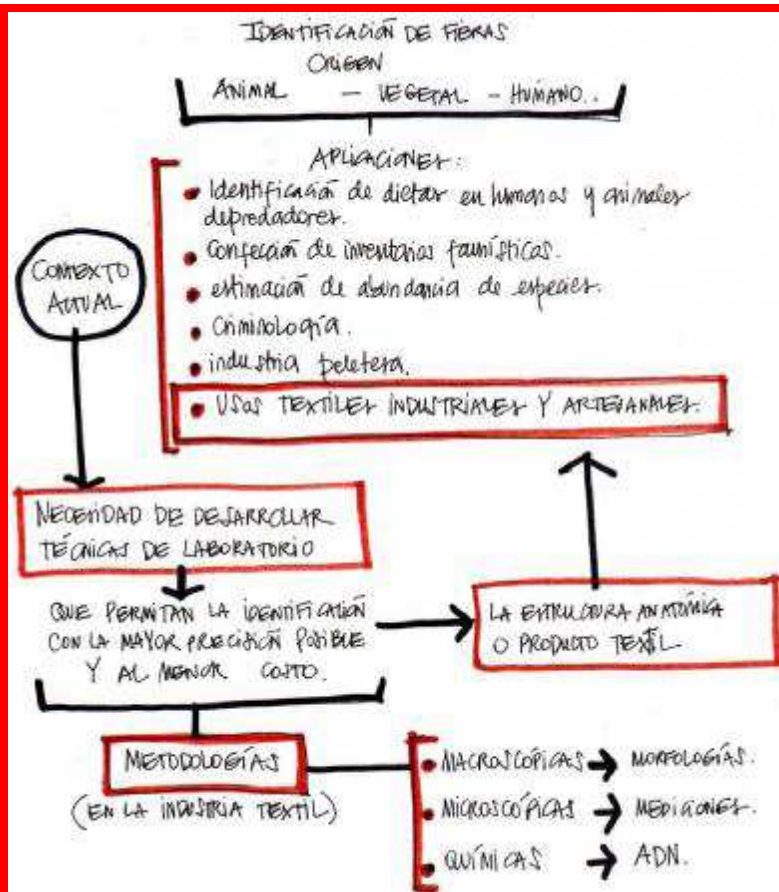 IDENTIFICACIÓN DE FIBRAS
ORIGEN
ANIMAL – VEGETAL – HUMANO..
APLICACIONES:
• Identificación de dietas en humanos y animales
depredadores.
• Confección de inventarios faunísticos.
• estimación de abundancia de especies.
• Criminología.
• industria peletera.
• USOS TEXTILES INDUSTRIALES Y ARTESANALES.
CONTEXTO
ACTUAL
NECESIDAD DE DESARROLLAR
TÉCNICAS DE LABORATORIO
QUE PERMITAN LA IDENTIFICACIÓN
CON LA MAYOR PRECISIÓN POSIBLE
Y AL MENOR COSTO.
LA ESTRUCTURA ANATÓMICA
O PRODUCTO TEXTIL.
METODOLOGÍAS
(EN LA INDUSTRIA TEXTIL)
• MACROSCÓPICAS → MORFOLOGÍAS.
• MICROSCÓPICAS → MEDICIONES.
• QUÍMICAS → ADN.